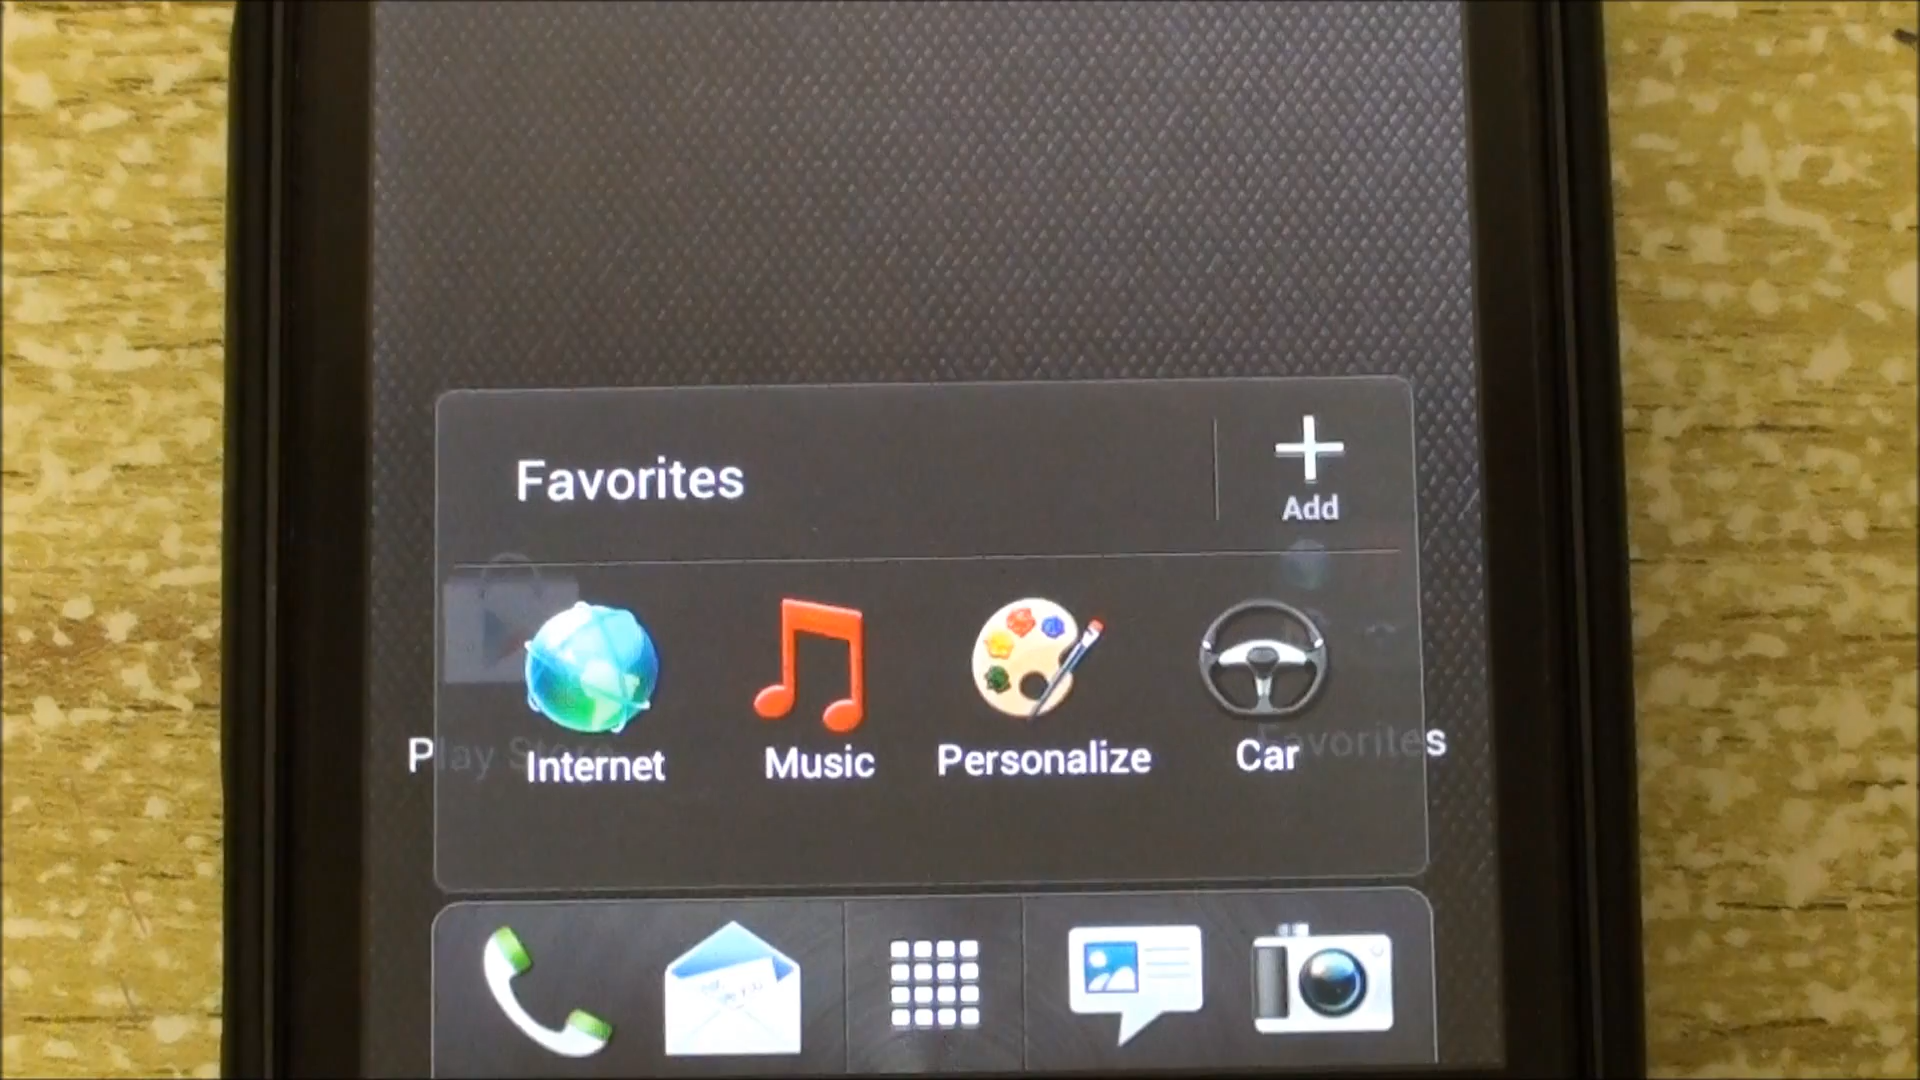 Favorites
Add
Play Store
Internet
Music
Personalize
Car
Favorites